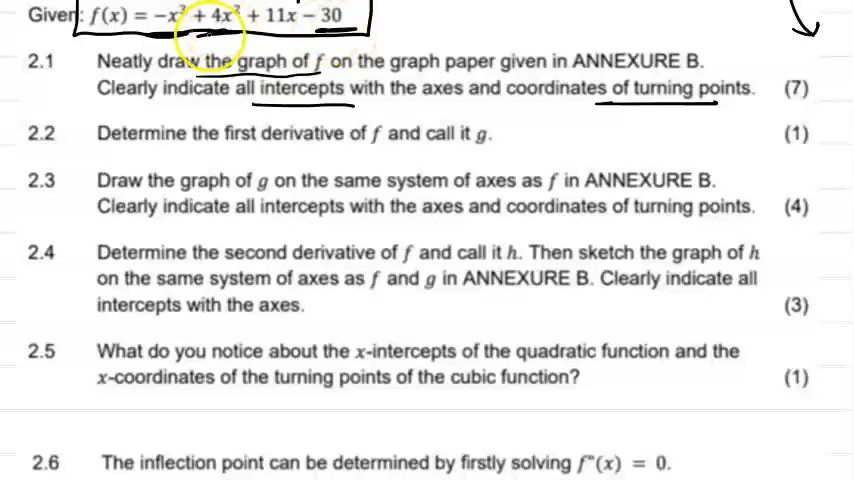 Given: f(x) = −x³ + 4x² + 11x − 30
2.1 Neatly draw the graph of f on the graph paper given in ANNEXURE B.
Clearly indicate all intercepts with the axes and coordinates of turning points. (7)
2.2 Determine the first derivative of f and call it g. (1)
2.3 Draw the graph of g on the same system of axes as f in ANNEXURE B.
Clearly indicate all intercepts with the axes and coordinates of turning points. (4)
2.4 Determine the second derivative of f and call it h. Then sketch the graph of h
on the same system of axes as f and g in ANNEXURE B. Clearly indicate all
intercepts with the axes. (3)
2.5 What do you notice about the x-intercepts of the quadratic function and the
x-coordinates of the turning points of the cubic function? (1)
2.6 The inflection point can be determined by firstly solving f"(x) = 0.